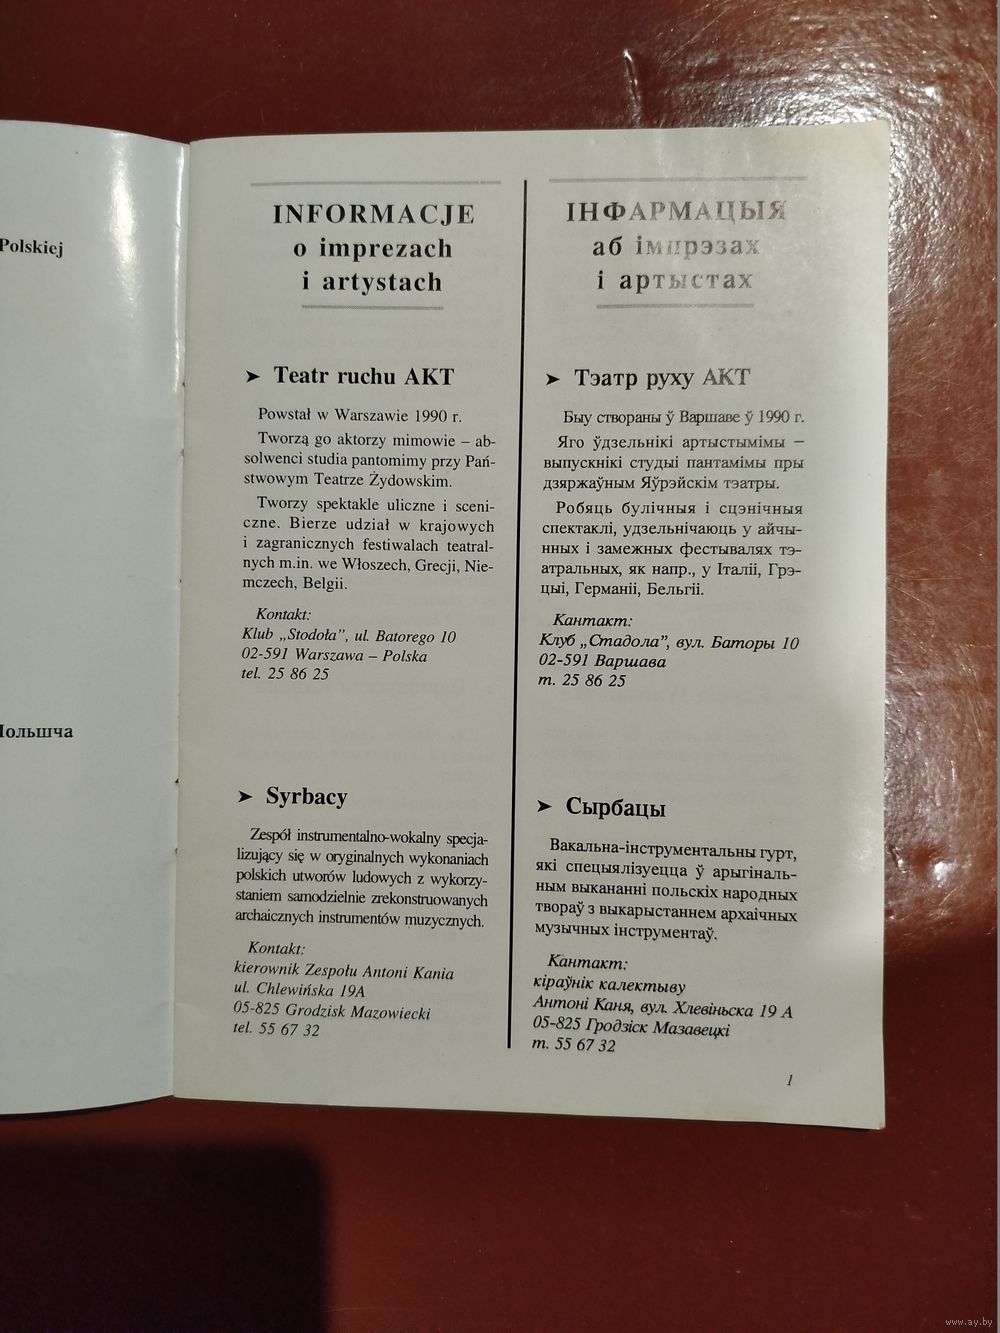 Polskiej
ольшча
INFORMACJE
o imprezach
i artystach
➤ Teatr ruchu AKT
Powstał w Warszawie 1990 r.
Tworzą go aktorzy mimowie – ab-
solwenci studia pantomimy przy Pań-
stwowym Teatrze Żydowskim.
Tworzy spektakle uliczne i sceni-
czne. Bierze udział w krajowych
i zagranicznych festiwalach teatral-
nych m.in. we Włoszech, Grecji, Nie-
mczech, Belgii.
Kontakt:
Klub „Stodoła”, ul. Batorego 10
02-591 Warszawa – Polska
tel. 25 86 25
➤ Syrbacy
Zespół instrumentalno-wokalny specja-
lizujący się w oryginalnych wykonaniach
polskich utworów ludowych z wykorzy-
staniem samodzielnie zrekonstruowanych
archaicznych instrumentów muzycznych.
Kontakt:
kierownik Zespołu Antoni Kania
ul. Chlewińska 19A
05-825 Grodzisk Mazowiecki
tel. 55 67 32
ІНФАРМАЦЫЯ
аб імпрэзах
і артыстах
➤ Тэатр руху АКТ
Быу створаны ў Варшаве ў 1990 г.
Яго ўдзельнікі артыстымімы –
выпускнікі студыі пантамімы пры
дзяржаўным Яўрэйскім тэатры.
Робяць булічныя і сцэнічныя
спектаклі, удзельнічаюць у айчы-
нных і замежных фестывалях тэ-
атральных, як напр., у Італіі, Грэ-
цыі, Германіі, Бельгіі.
Кантакт:
Клуб „Стадола”, вул. Баторы 10
02-591 Варшава
т. 25 86 25
➤ Сырбацы
Вакальна-інструментальны гурт,
які спецыялізуецца ў арыгіналь-
ным выкананні польскіх народных
твораў з выкарыстаннем архаічных
музычных інструментаў.
Кантакт:
кіраўнік калектыву
Антоні Каня, вул. Хлевіньска 19 А
05-825 Гродзіск Мазавецкі
т. 55 67 32
1
www.ay.by